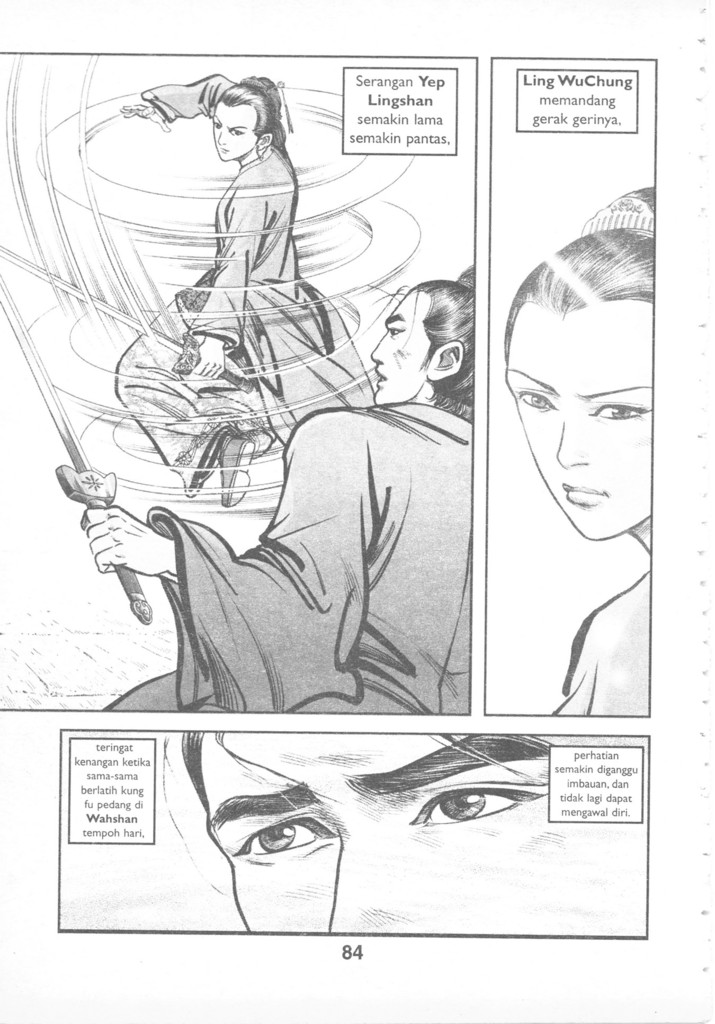 Serangan Yep
Lingshan
semakin lama
semakin pantas,
Ling WuChung
memandang
gerak gerinya,
teringat
kenangan ketika
sama-sama
berlatih kung
fu pedang di
Wahshan
tempoh hari,
perhatian
semakin diganggu
imbauan, dan
tidak lagi dapat
mengawal diri.
84